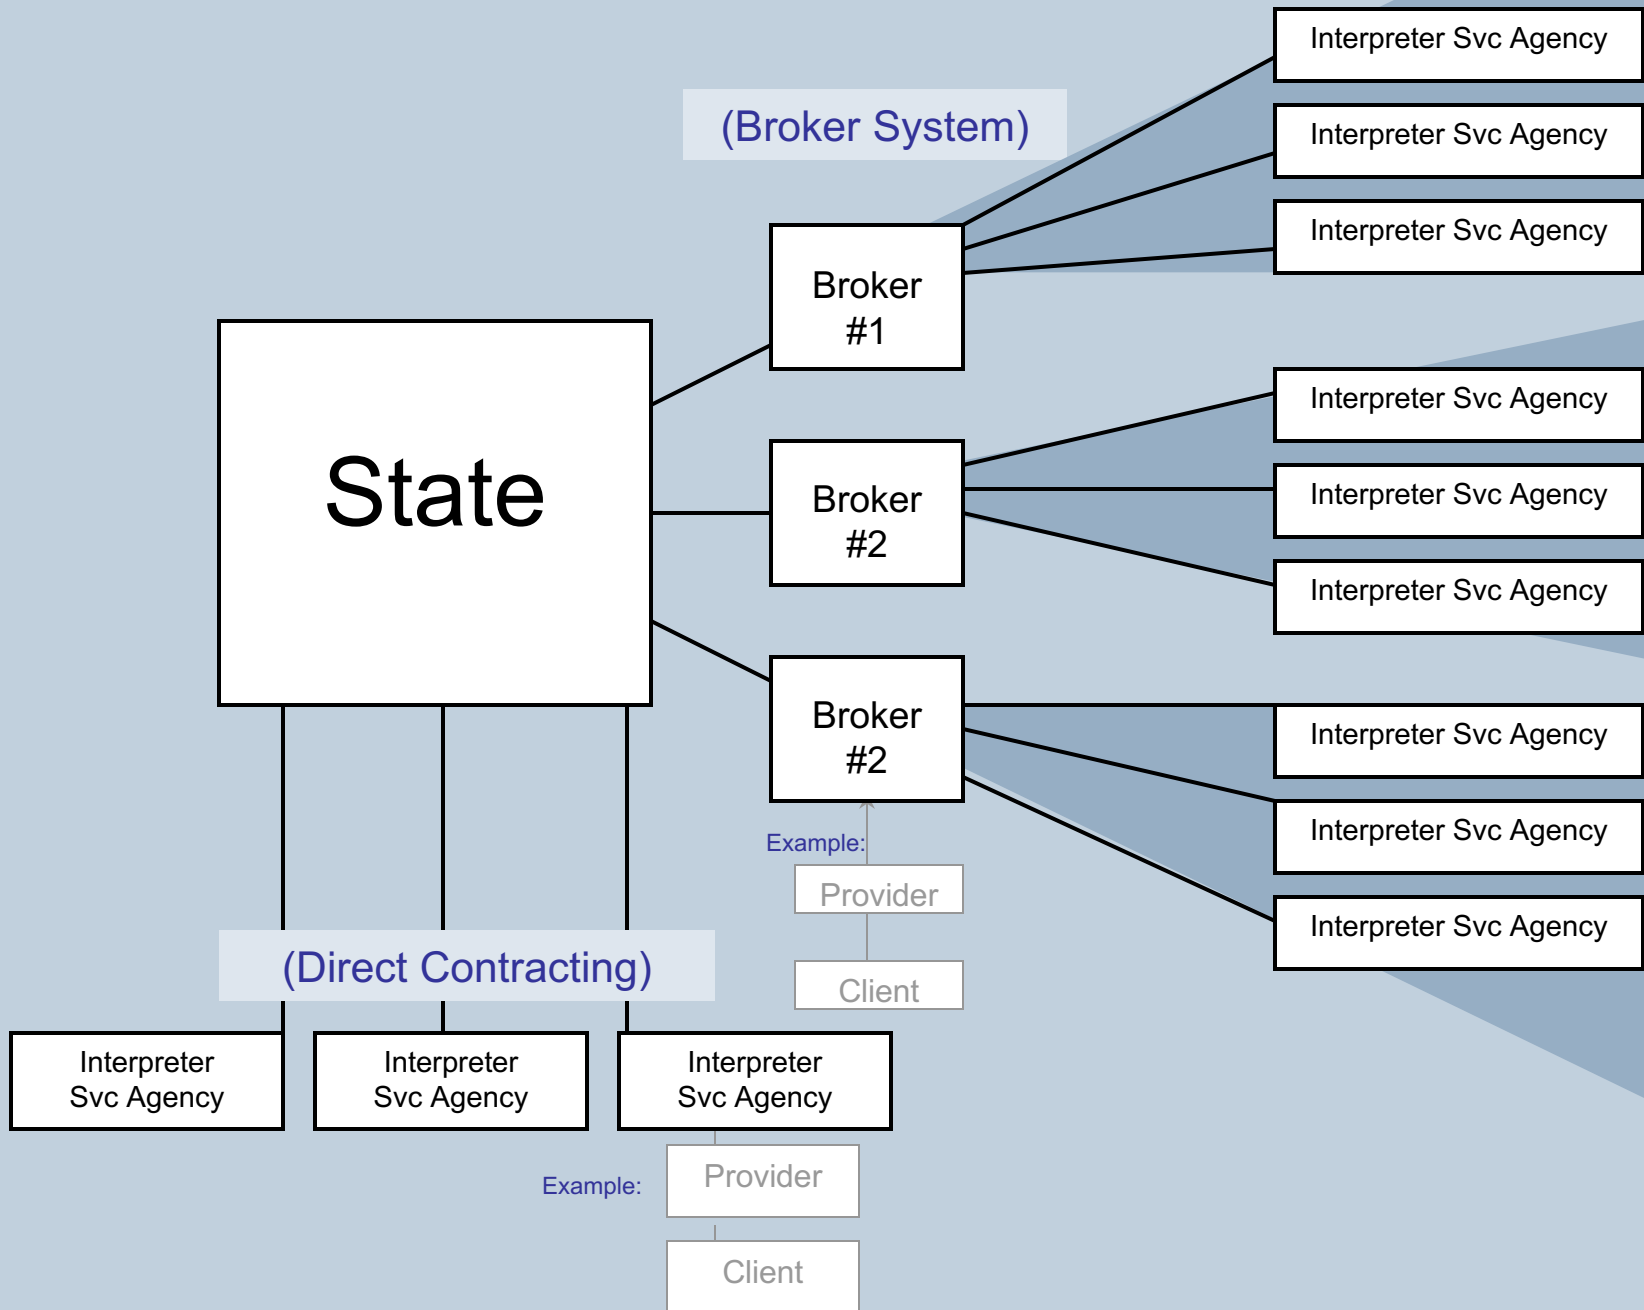 Interpreter Svc Agency
(Broker System)
Interpreter Svc Agency
Interpreter Svc Agency
Broker
#1
Interpreter Svc Agency
State
Broker
#2
Interpreter Svc Agency
Interpreter Svc Agency
Broker
#2
Interpreter Svc Agency
Interpreter Svc Agency
Interpreter Svc Agency
Example:
Provider
Client
(Direct Contracting)
Interpreter
Svc Agency
Interpreter
Svc Agency
Interpreter
Svc Agency
Example:
Provider
Client